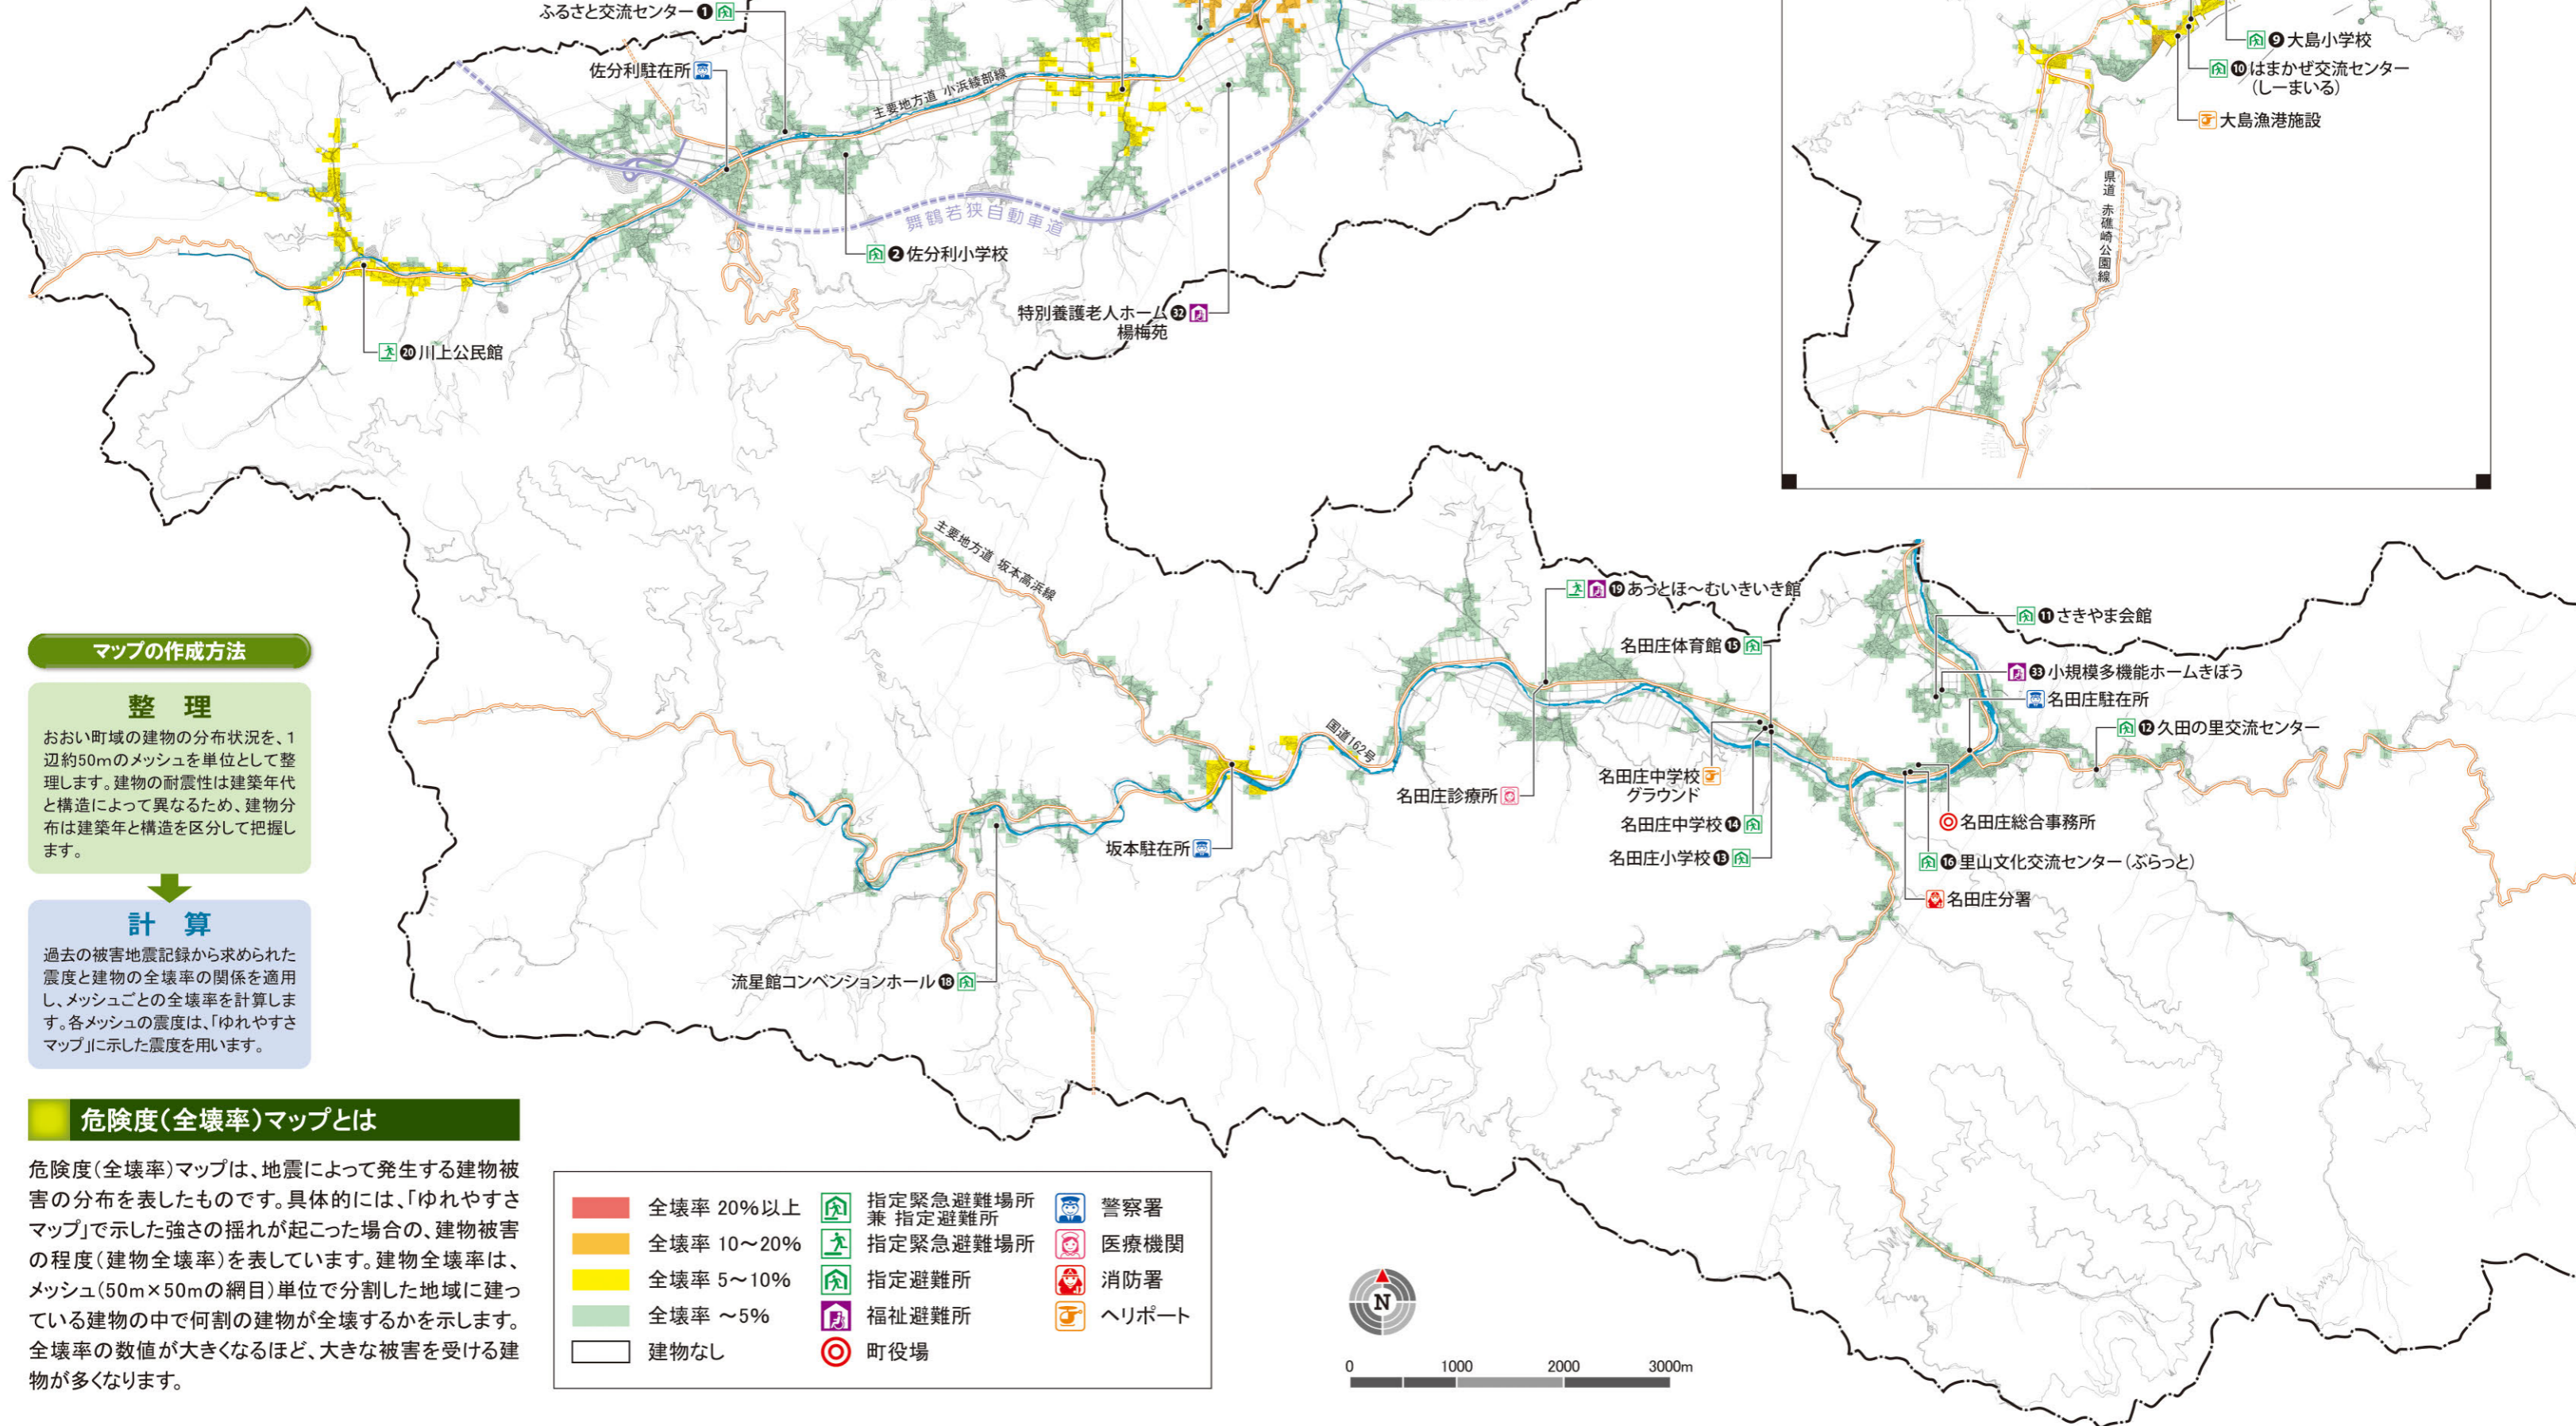 ふるさと交流センター❶
佐分利駐在所
主要地方道 小浜綾部線
舞鶴若狭自動車道
❷佐分利小学校
特別養護老人ホーム㉜
楊梅苑
⓴川上公民館
❾大島小学校
❿はまかぜ交流センター
(しーまいる)
大島漁港施設
県道 赤礁崎公園線
主要地方道 坂本高浜線
⓳あっとほ〜むいきいき館
名田庄体育館⓯
⓫さきやま会館
㉝小規模多機能ホームきぼう
名田庄駐在所
⓬久田の里交流センター
国道162号
名田庄中学校
グラウンド
名田庄診療所
名田庄中学校⓮
名田庄小学校⓭
名田庄総合事務所
⓰里山文化交流センター(ぶらっと)
名田庄分署
坂本駐在所
流星館コンベンションホール⓲
マップの作成方法
整 理
おおい町域の建物の分布状況を、1
辺約50mのメッシュを単位として整
理します。建物の耐震性は建築年代
と構造によって異なるため、建物分
布は建築年と構造を区分して把握し
ます。
計 算
過去の被害地震記録から求められた
震度と建物の全壊率の関係を適用
し、メッシュごとの全壊率を計算しま
す。各メッシュの震度は、「ゆれやすさ
マップ」に示した震度を用います。
危険度(全壊率)マップとは
危険度(全壊率)マップは、地震によって発生する建物被
害の分布を表したものです。具体的には、「ゆれやすさ
マップ」で示した強さの揺れが起こった場合の、建物被害
の程度(建物全壊率)を表しています。建物全壊率は、
メッシュ(50m×50mの網目)単位で分割した地域に建っ
ている建物の中で何割の建物が全壊するかを示します。
全壊率の数値が大きくなるほど、大きな被害を受ける建
物が多くなります。
全壊率 20%以上
全壊率 10〜20%
全壊率 5〜10%
全壊率 〜5%
建物なし
指定緊急避難場所
兼 指定避難所
指定緊急避難場所
指定避難所
福祉避難所
町役場
警察署
医療機関
消防署
ヘリポート
N
0 1000 2000 3000m